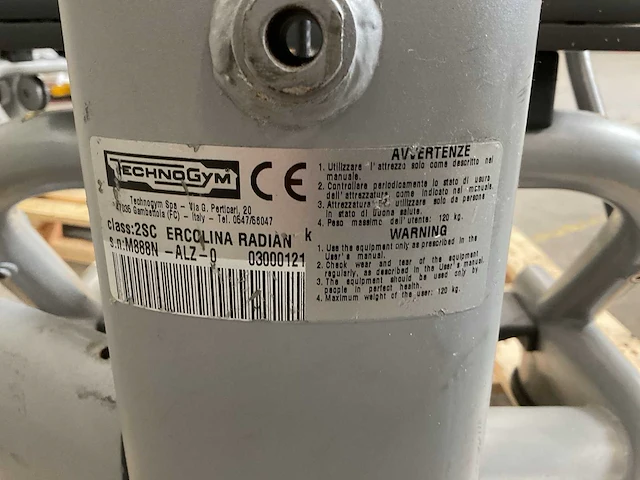 TECHNOGYM CE
Technogym Spa - Via G. Perticari, 20
47035 Gambettola (FC) - Italy - Tel. 0547/56047
class:2SC ERCOLINA RADIAN k
s.n:M888N -ALZ-0 03000121
AVVERTENZE
1. Utilizzare l'attrezzo solo come descritto nel
manuale.
2. Controllare periodicamente lo stato di usura
dell'attrezzatura come indicato nel manuale.
3. Attrezzatura utilizzabile solo da persone
in stato di buona salute.
4. Peso massimo dell'utente: 120 kg.
WARNING
1. Use the equipment only as prescribed in the
User's manual.
2. Check wear and tear of the equipment
regularly, as described in the User's manual.
3. The equipment should be used only by
people in perfect health.
4. Maximum weight of the user: 120 kg.